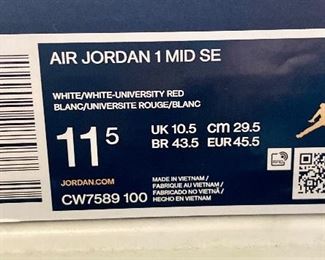 AIR JORDAN 1 MID SE
WHITE/WHITE-UNIVERSITY RED
BLANC/UNIVERSITE ROUGE/BLANC
11.5
UK 10.5 CM 29.5
BR 43.5 EUR 45.5
JORDAN.COM
CW7589 100
MADE IN VIETNAM /
FABRIQUE AU VIETNAM /
FABRICADO NO VIETNÃ /
HECHO EN VIETNAM